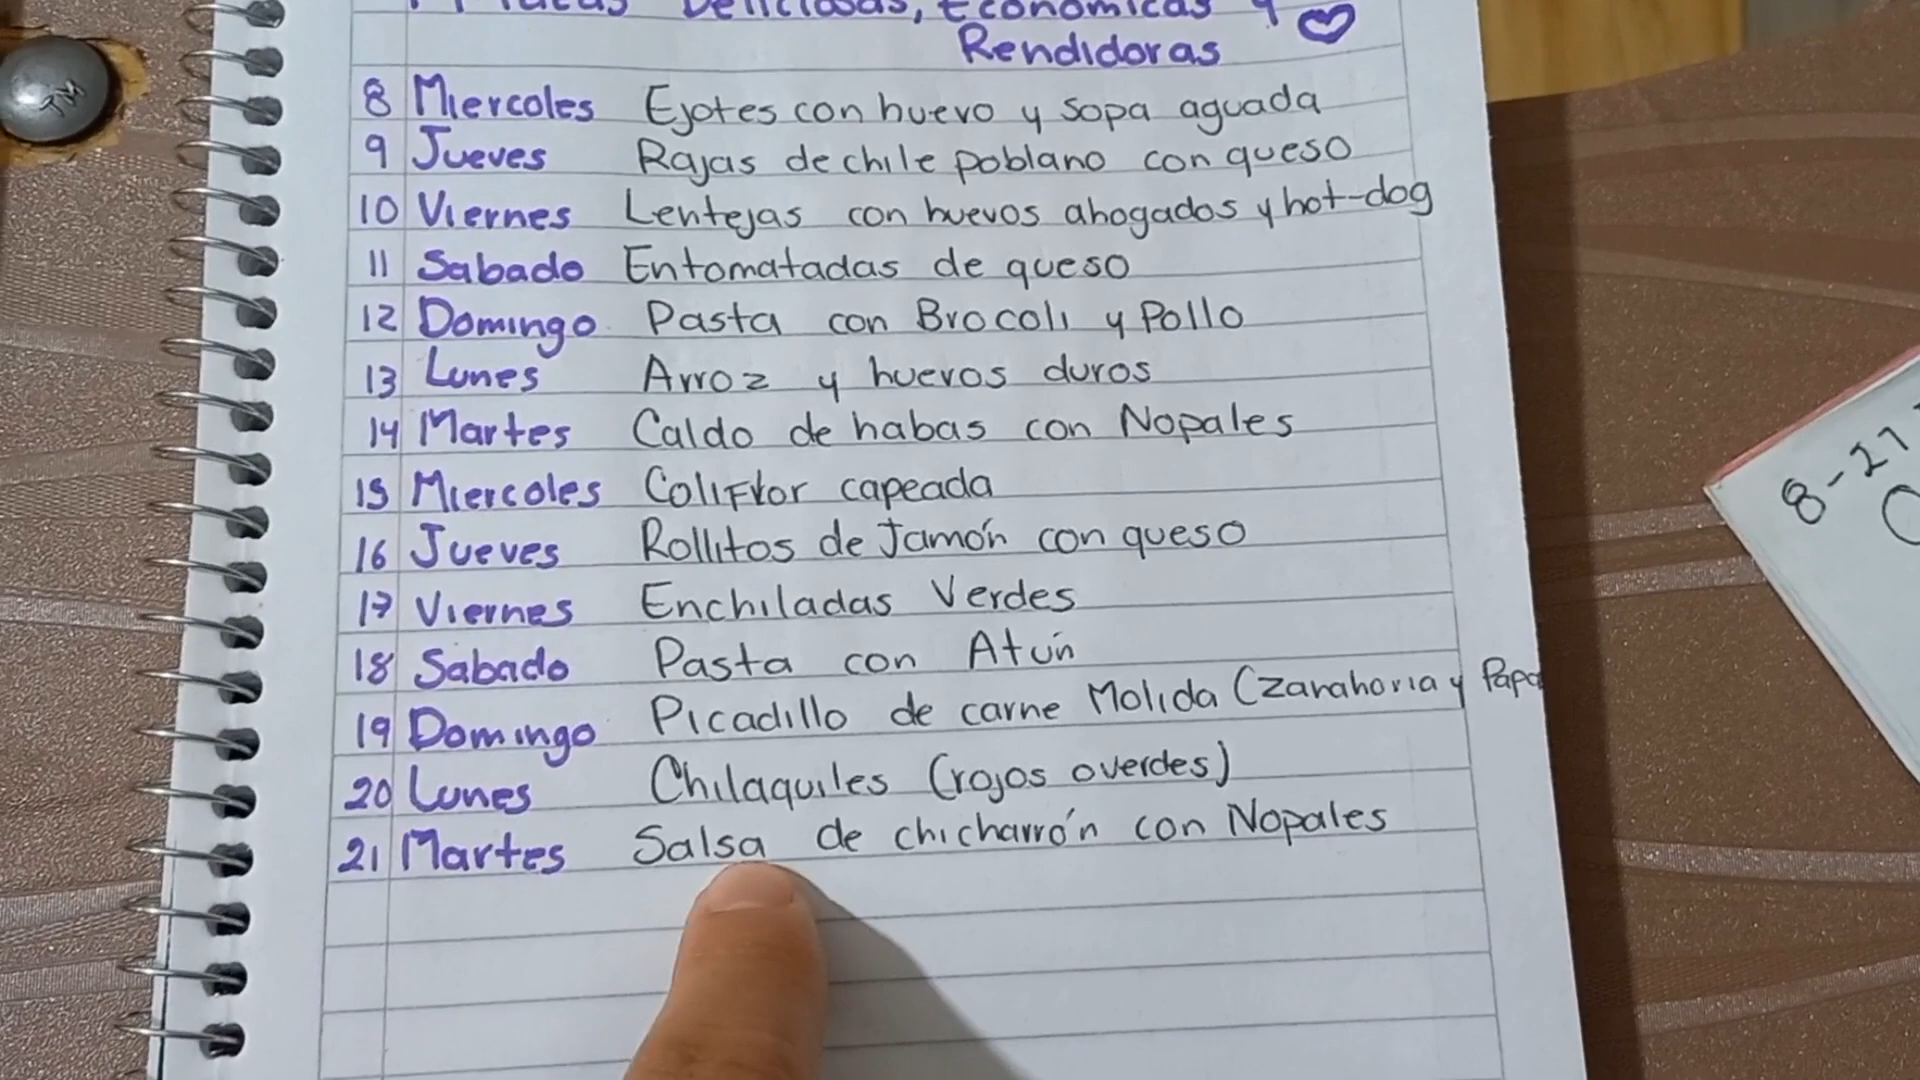 Deliciosas, Económicas y
Rendidoras
8 Miercoles Ejotes con huevo y sopa aguada
9 Jueves Rajas de chile poblano con queso
10 Viernes Lentejas con huevos ahogados y hot-dog
11 Sabado Entomatadas de queso
12 Domingo Pasta con Brocoli y Pollo
13 Lunes Arroz y huevos duros
14 Martes Caldo de habas con Nopales
15 Miercoles Coliflor capeada
16 Jueves Rollitos de Jamón con queso
17 Viernes Enchiladas Verdes
18 Sabado Pasta con Atún
19 Domingo Picadillo de carne Molida (zanahoria y Papa
20 Lunes Chilaquiles (rojos o verdes)
21 Martes Salsa de chicharrón con Nopales
8-21